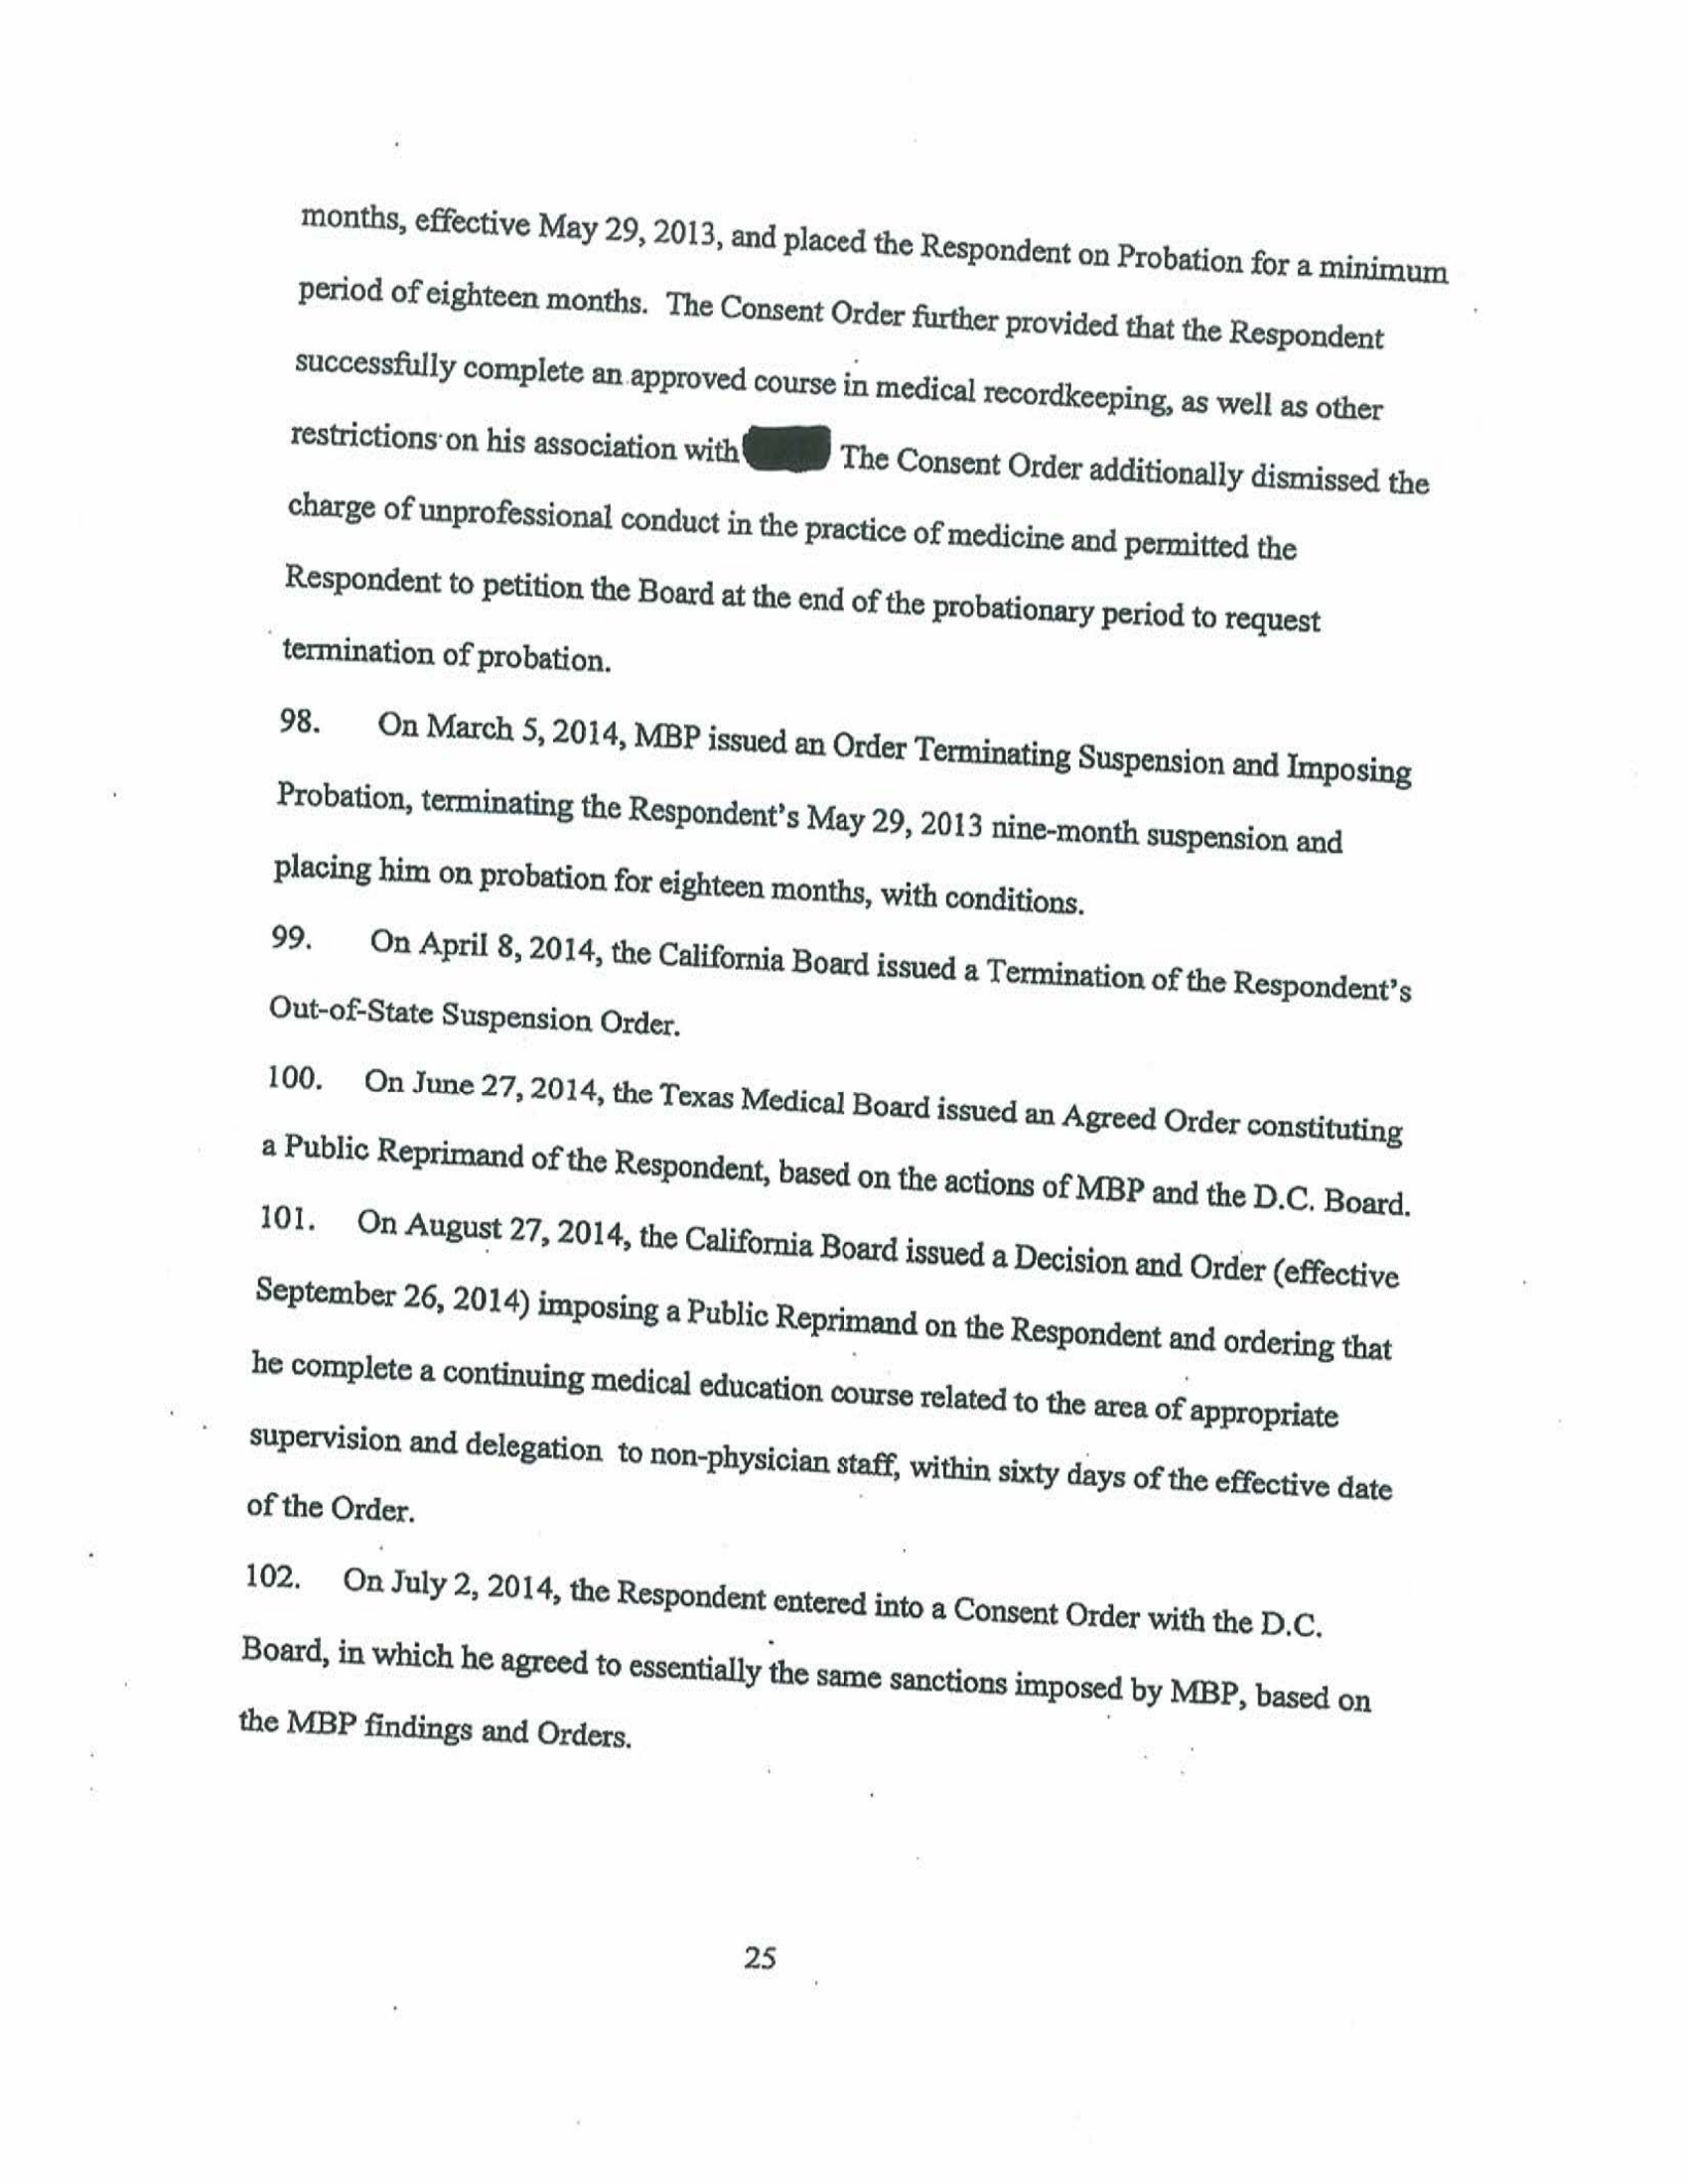 months, effective May 29, 2013, and placed the Respondent on Probation for a minimum
period of eighteen months. The Consent Order further provided that the Respondent
successfully complete an approved course in medical recordkeeping, as well as other
restrictions on his association with The Consent Order additionally dismissed the
charge of unprofessional conduct in the practice of medicine and permitted the
Respondent to petition the Board at the end of the probationary period to request
termination of probation.
98. On March 5, 2014, MBP issued an Order Terminating Suspension and Imposing
Probation, terminating the Respondent's May 29, 2013 nine-month suspension and
placing him on probation for eighteen months, with conditions.
99. On April 8, 2014, the California Board issued a Termination of the Respondent's
Out-of-State Suspension Order.
100. On June 27, 2014, the Texas Medical Board issued an Agreed Order constituting
a Public Reprimand of the Respondent, based on the actions of MBP and the D.C. Board.
101. On August 27, 2014, the California Board issued a Decision and Order (effective
September 26, 2014) imposing a Public Reprimand on the Respondent and ordering that
he complete a continuing medical education course related to the area of appropriate
supervision and delegation to non-physician staff, within sixty days of the effective date
of the Order.
102. On July 2, 2014, the Respondent entered into a Consent Order with the D.C.
Board, in which he agreed to essentially the same sanctions imposed by MBP, based on
the MBP findings and Orders.
25